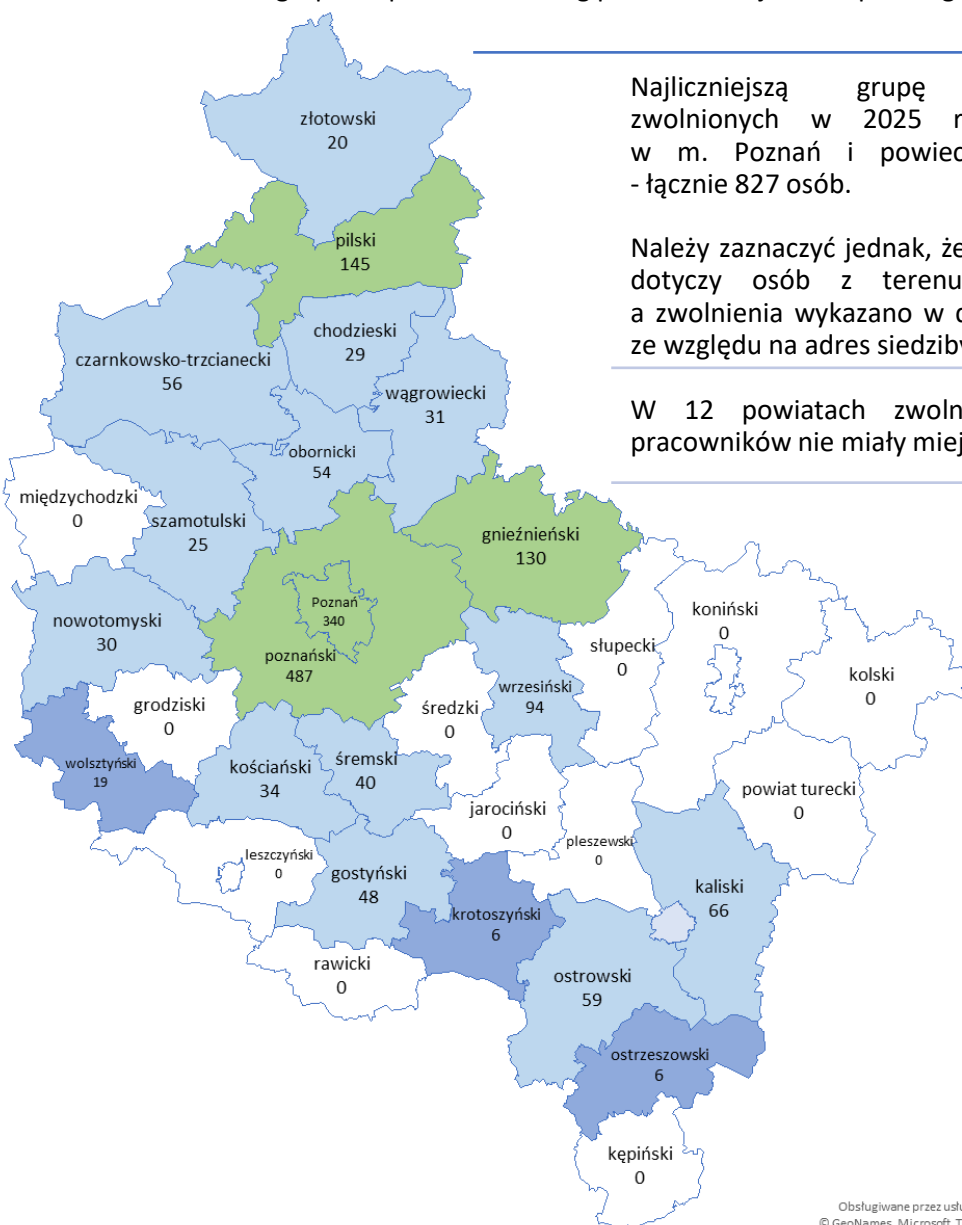 Najliczniejszą grupę
zwolnionych w 2025
w m. Poznań i
- łącznie 827 osób.
Należy zaznaczyć jednak, że
dotyczy osób z terenu
a zwolnienia wykazano w
ze względu na adres
W 12 powiatach
pracowników nie miały
złotowski
20
pilski
145
chodzieski
29
czarnkowsko-trzcianecki
56
wągrowiecki
31
obornicki
54
międzychodzki
0
szamotulski
25
gnieźnieński
130
Poznań
340
poznański
487
nowotomyski
30
słupecki
0
koniński
0
kolski
0
grodziski
0
średzki
0
wrzesiński
94
wolsztyński
19
kościański
34
śremski
40
jarociński
0
pleszewski
0
powiat turecki
0
leszczyński
0
gostyński
48
krotoszyński
6
kaliski
66
rawicki
0
ostrowski
59
ostrzeszowski
6
kępiński
0
Obsługiwane przez
© GeoNames, Microsoft,